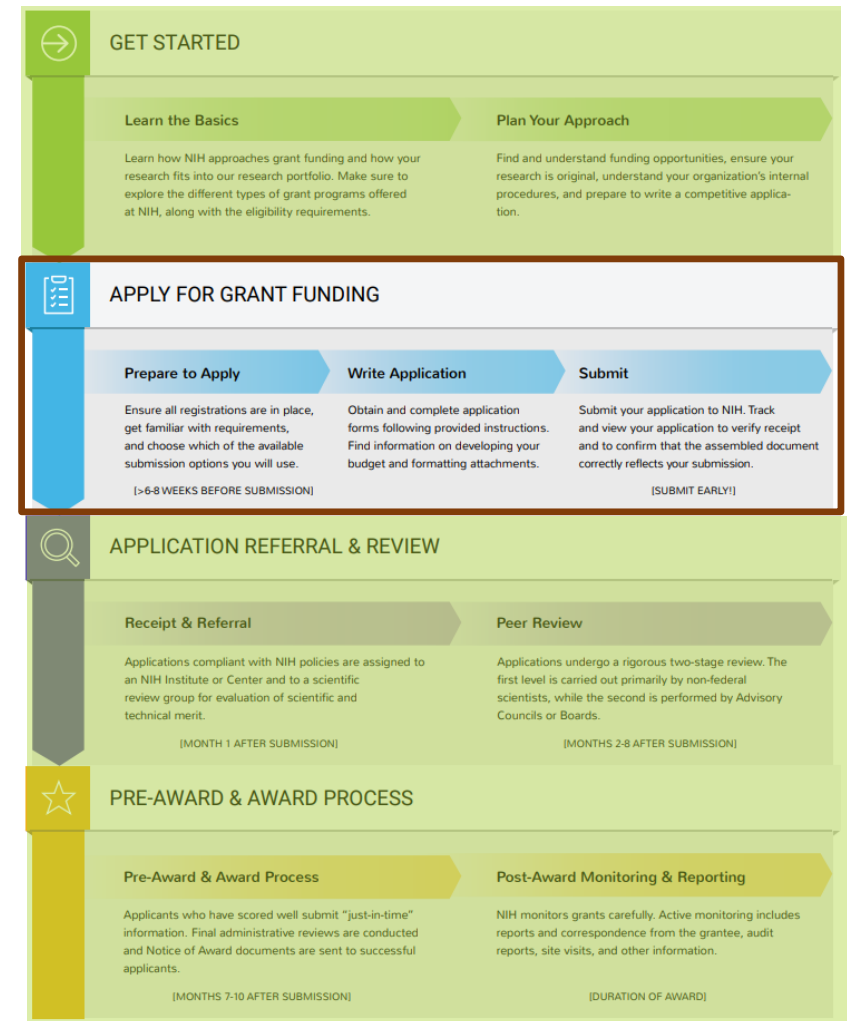 GET STARTED
Learn the Basics
Learn how NIH approaches grant funding and how your
research fits into our research portfolio. Make sure to
explore the different types of grant programs offered
at NIH, along with the eligibility requirements.
Plan Your Approach
Find and understand funding opportunities, ensure your
research is original, understand your organization's internal
procedures, and prepare to write a competitive applica-
tion.
APPLY FOR GRANT FUNDING
Prepare to Apply
Ensure all registrations are in place,
get familiar with requirements,
and choose which of the available
submission options you will use.
[>6-8 WEEKS BEFORE SUBMISSION]
Write Application
Obtain and complete application
forms following provided instructions.
Find information on developing your
budget and formatting attachments.
Submit
Submit your application to NIH. Track
and view your application to verify receipt
and to confirm that the assembled document
correctly reflects your submission.
[SUBMIT EARLY!]
APPLICATION REFERRAL & REVIEW
Receipt & Referral
Applications compliant with NIH policies are assigned to
an NIH Institute or Center and to a scientific
review group for evaluation of scientific and
technical merit.
[MONTH 1 AFTER SUBMISSION]
Peer Review
Applications undergo a rigorous two-stage review. The
first level is carried out primarily by non-federal
scientists, while the second is performed by Advisory
Councils or Boards.
[MONTHS 2-8 AFTER SUBMISSION]
PRE-AWARD & AWARD PROCESS
Pre-Award & Award Process
Applicants who have scored well submit "just-in-time"
information. Final administrative reviews are conducted
and Notice of Award documents are sent to successful
applicants.
[MONTHS 7-10 AFTER SUBMISSION]
Post-Award Monitoring & Reporting
NIH monitors grants carefully. Active monitoring includes
reports and correspondence from the grantee, audit
reports, site visits, and other information.
[DURATION OF AWARD]